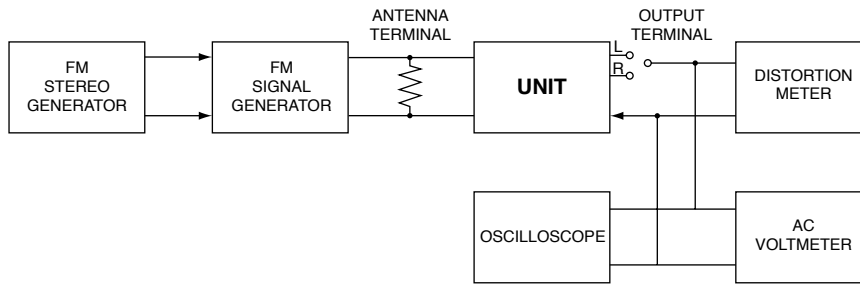 ANTENNA
TERMINAL
OUTPUT
TERMINAL
FM
STEREO
GENERATOR
FM
SIGNAL
GENERATOR
UNIT
L
R
DISTORTION
METER
OSCILLOSCOPE
AC
VOLTMETER